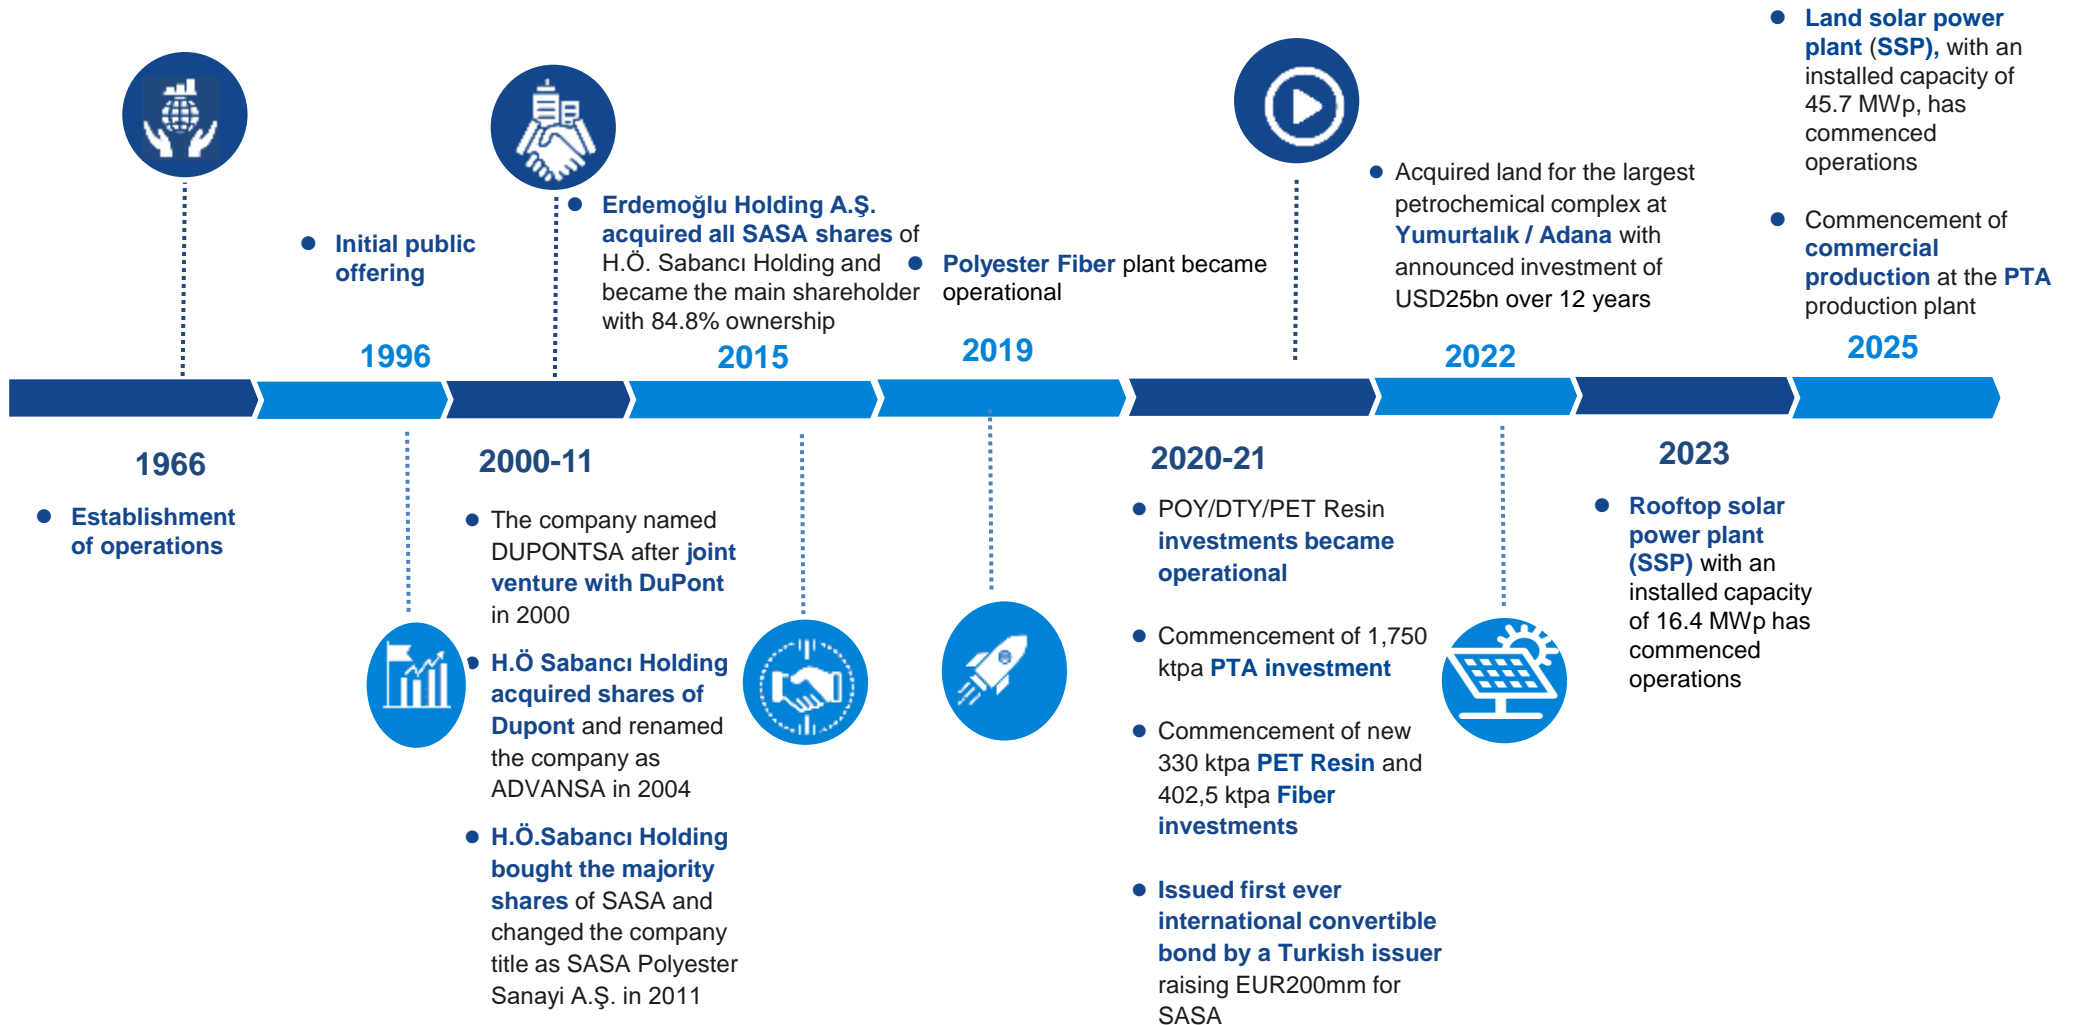 1966
● Establishment
of operations
● Initial public
offering
1996
2000-11
● The company named
DUPONTSA after joint
venture with DuPont
in 2000
● H.Ö Sabancı Holding
acquired shares of
Dupont and renamed
the company as
ADVANSA in 2004
● H.Ö.Sabancı Holding
bought the majority
shares of SASA and
changed the company
title as SASA Polyester
Sanayi A.Ş. in 2011
● Erdemoğlu Holding A.Ş.
acquired all SASA shares of
H.Ö. Sabancı Holding and
became the main shareholder
with 84.8% ownership
2015
● Polyester Fiber plant became
operational
2019
2020-21
● POY/DTY/PET Resin
investments became
operational
● Commencement of 1,750
ktpa PTA investment
● Commencement of new
330 ktpa PET Resin and
402,5 ktpa Fiber
investments
● Issued first ever
international convertible
bond by a Turkish issuer
raising EUR200mm for
SASA
● Acquired land for the largest
petrochemical complex at
Yumurtalık / Adana with
announced investment of
USD25bn over 12 years
2022
2023
● Rooftop solar
power plant
(SSP) with an
installed capacity
of 16.4 MWp has
commenced
operations
● Land solar power
plant (SSP), with an
installed capacity of
45.7 MWp, has
commenced
operations
● Commencement of
commercial
production at the PTA
production plant
2025